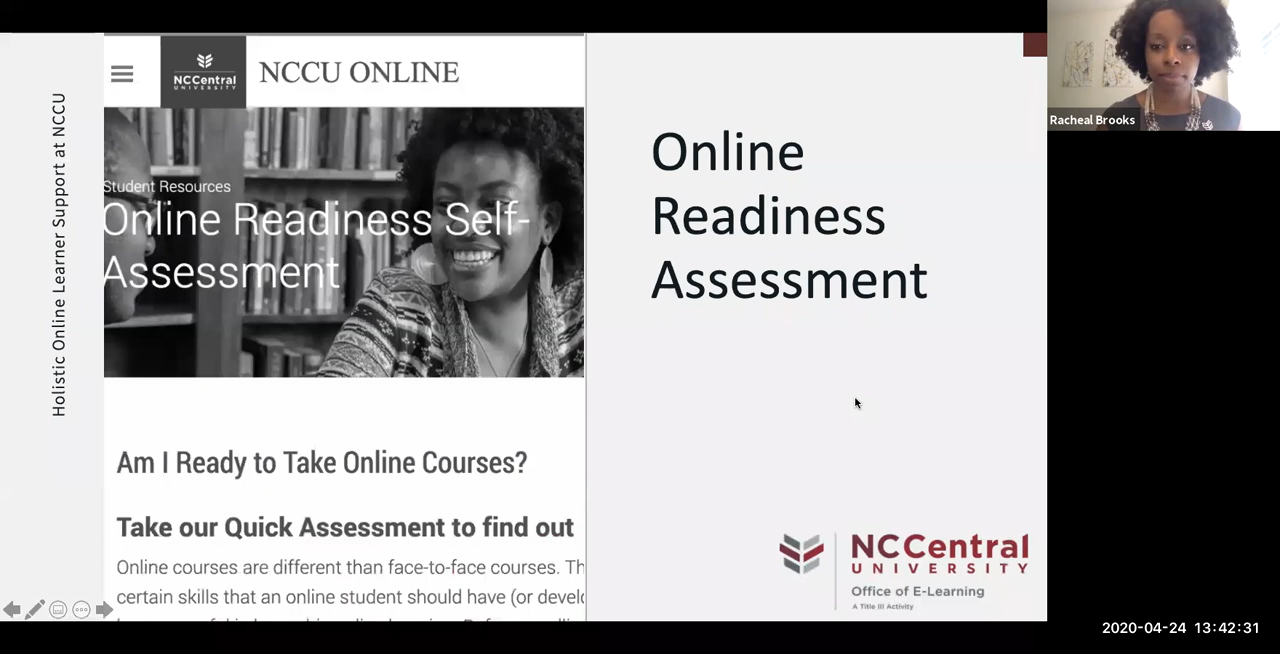 Holistic Online Learner Support at NCCU
NCCentral
UNIVERSITY
NCCU ONLINE
Student Resources
Online Readiness Self-
Assessment
Am I Ready to Take Online Courses?
Take our Quick Assessment to find out
Online courses are different than face-to-face courses. Th
certain skills that an online student should have (or develo
Online
Readiness
Assessment
NCCentral
UNIVERSITY
Office of E-Learning
A Title III Activity
Racheal Brooks
2020-04-24 13:42:31